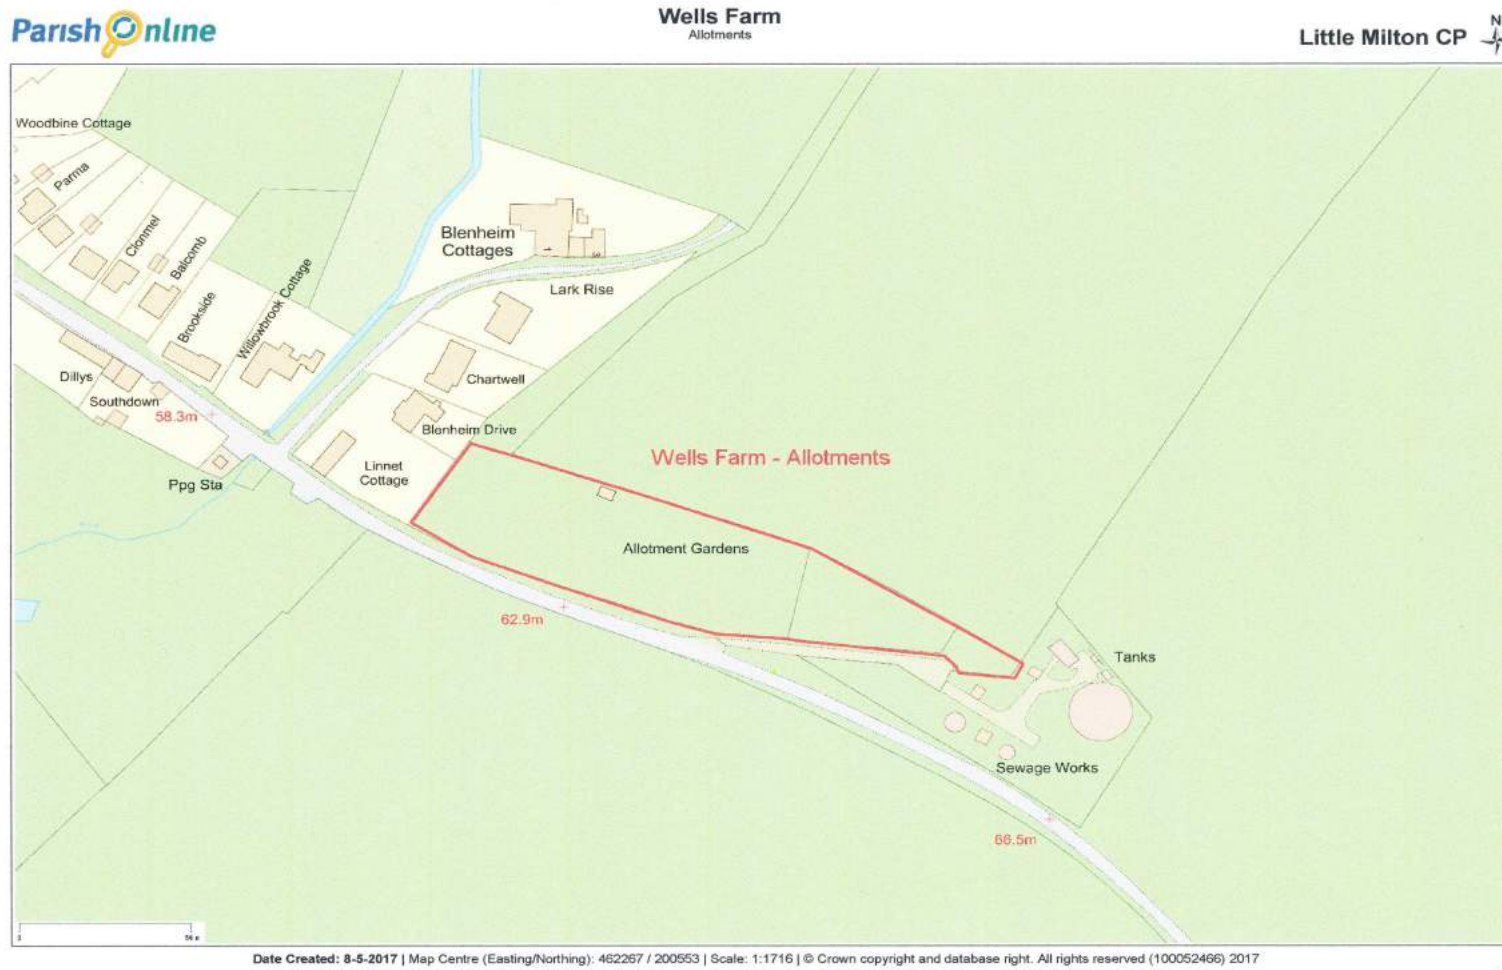 Parish Online
Wells Farm
Allotments
Little Milton CP
N
Woodbine Cottage
Parma
Clonmel
Balcomb
Brookside
Willowbrook Cottage
Blenheim
Cottages
1
3
Lark Rise
Chartwell
Dillys
Southdown
58.3m
Blenheim Drive
Linnet
Cottage
Ppg Sta
Wells Farm - Allotments
Allotment Gardens
62.9m
Tanks
Sewage Works
66.5m
Date Created: 8-5-2017 | Map Centre (Easting/Northing): 462267 / 200553 | Scale: 1:1716 | © Crown copyright and database right. All rights reserved (100052466) 2017